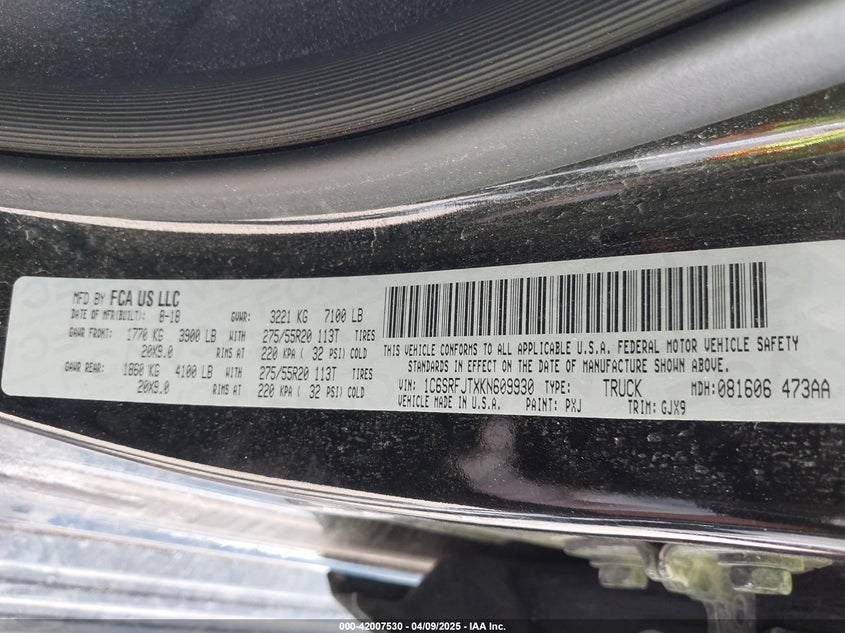 MFD BY FCA US LLC
DATE OF MFR(BUILT): 8-18 GVWR: 3221 KG 7100 LB
GAWR FRONT: 1770 KG 3900 LB WITH 275/55R20 113T TIRES
20X9.0 RIMS AT 220 KPA ( 32 PSI) COLD
GAWR REAR: 1860 KG 4100 LB WITH 275/55R20 113T TIRES
20X9.0 RIMS AT 220 KPA ( 32 PSI) COLD
THIS VEHICLE CONFORMS TO ALL APPLICABLE U.S.A. FEDERAL MOTOR VEHICLE SAFETY
STANDARDS IN EFFECT ON THE DATE OF MANUFACTURE SHOWN ABOVE.
VIN: 1C6SRFJTXKN609930 TYPE: TRUCK MDH: 081606 473AA
VEHICLE MADE IN U.S.A. PAINT: PXJ TRIM: GJX9
000-42007530 - 04/09/2025 - IAA Inc.